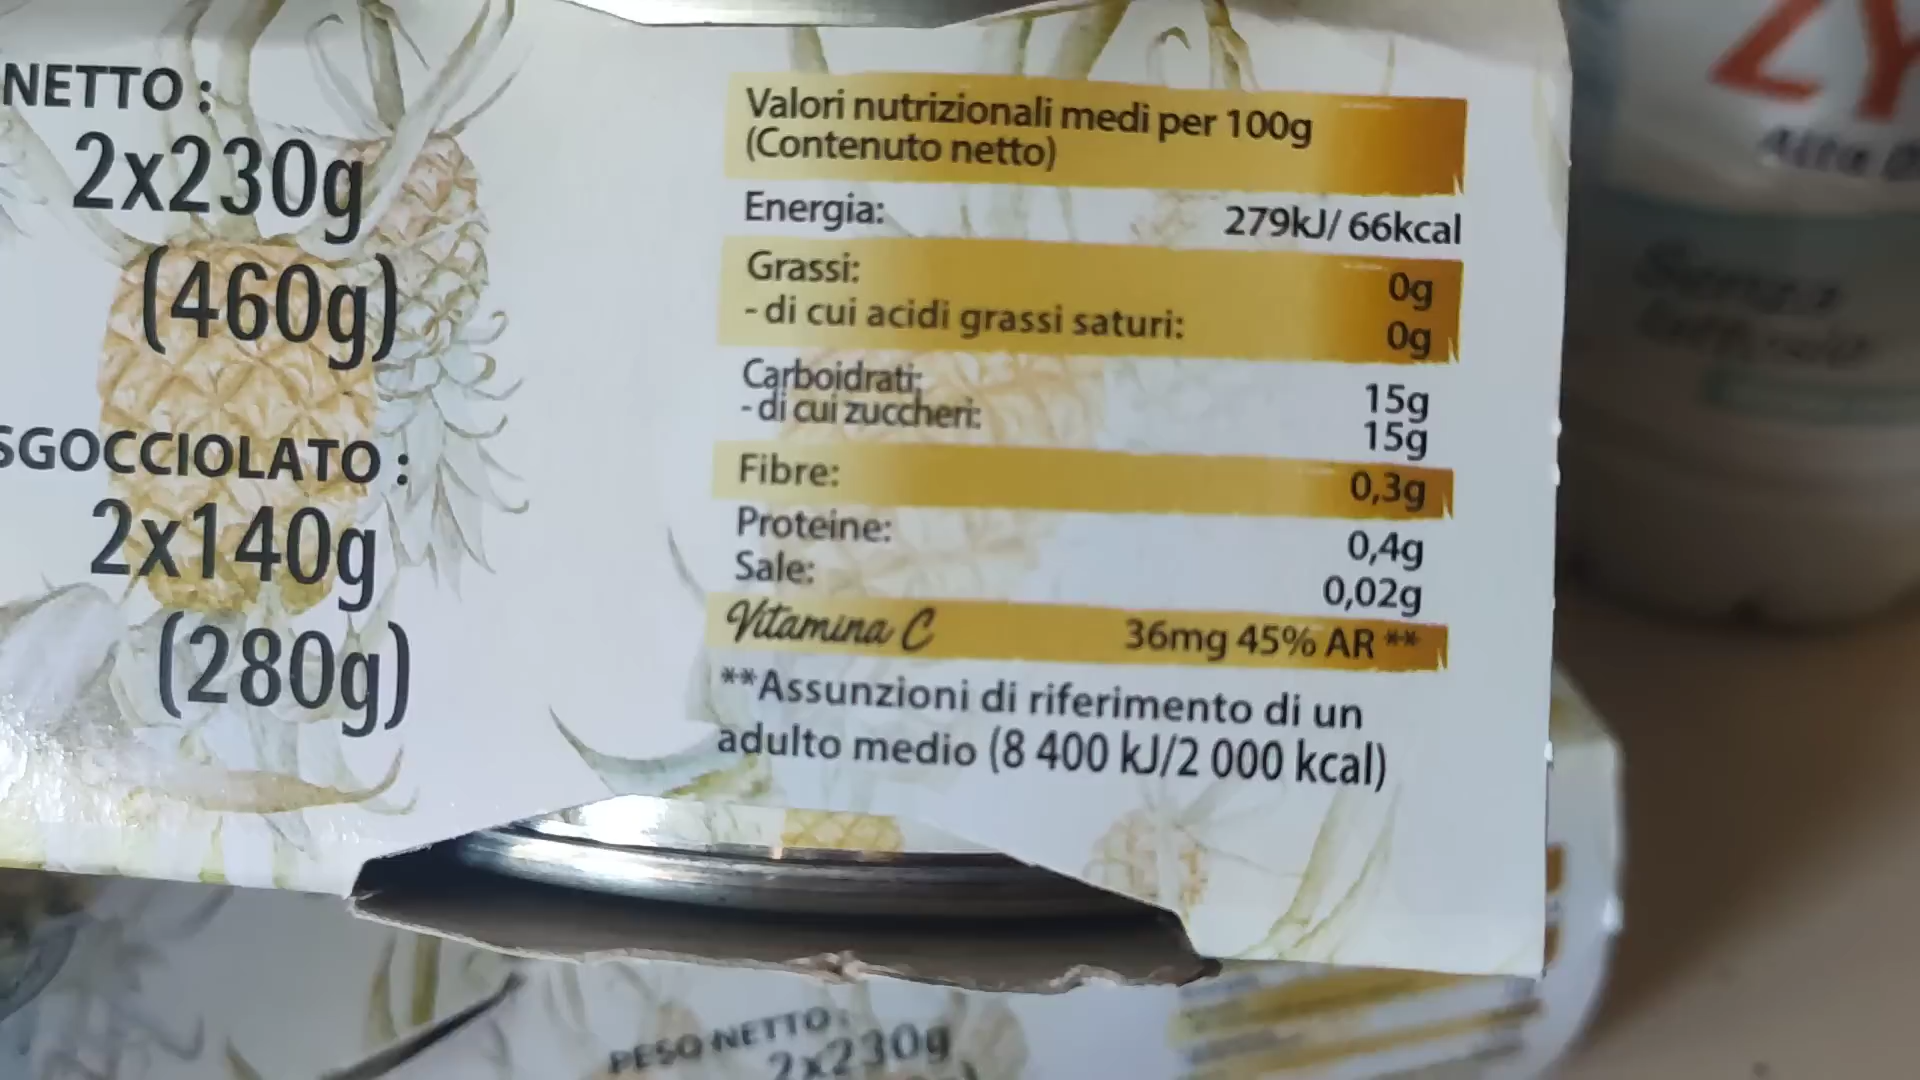 NETTO :
2x230g
(460g)
SGOCCIOLATO :
2x140g
(280g)
Valori nutrizionali medi per 100g
(Contenuto netto)
Energia: 279kJ/ 66kcal
Grassi: 0g
- di cui acidi grassi saturi: 0g
Carboidrati: 15g
- di cui zuccheri: 15g
Fibre: 0,3g
Proteine: 0,4g
Sale: 0,02g
Vitamina C 36mg 45% AR **
**Assunzioni di riferimento di un
adulto medio (8 400 kJ/2 000 kcal)
PESO NETTO:
2x230g
ZY